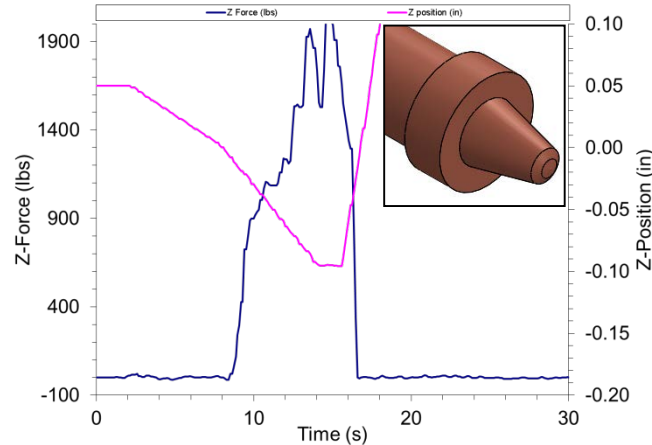 Z Force (lbs) Z position (in)
1900
1400
900
400
-100
Z-Force (lbs)
0.10
0.05
0.00
-0.05
-0.10
-0.15
-0.20
Z-Position (in)
0 10 20 30
Time (s)